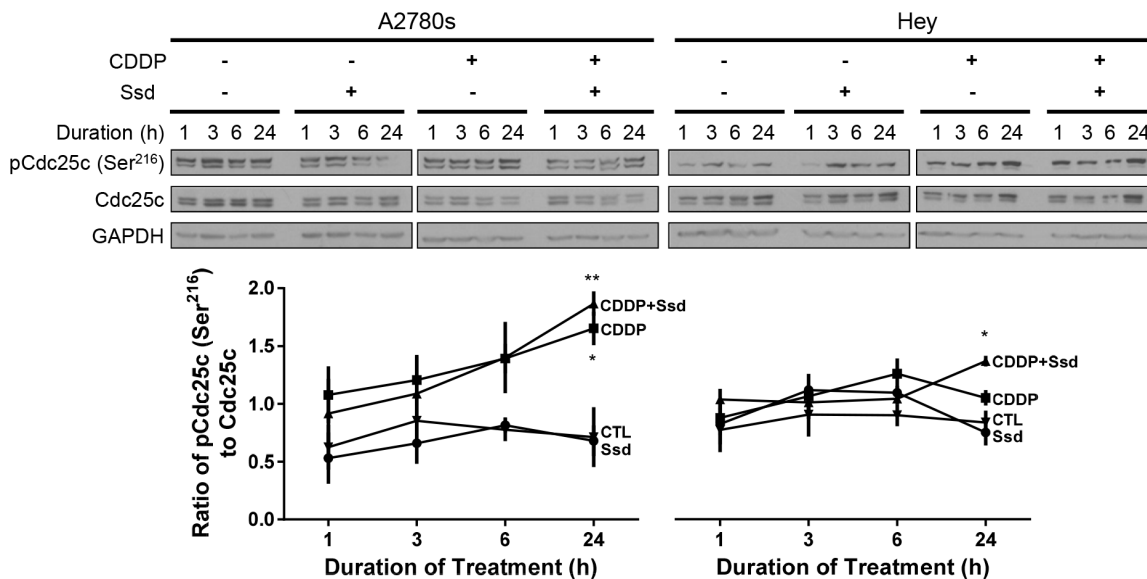 A2780s Hey
CDDP - - + + - - + +
Ssd - + - + - + - +
Duration (h) 1 3 6 24 1 3 6 24 1 3 6 24 1 3 6 24 1 3 6 24 1 3 6 24 1 3 6 24 1 3 6 24
pCdc25c (Ser²¹⁶)
Cdc25c
GAPDH
Ratio of pCdc25c (Ser²¹⁶)
to Cdc25c
2.0
1.5
1.0
0.5
0.0
**
CDDP+Ssd
CDDP
*
CTL
Ssd
1 3 6 24
Duration of Treatment (h)
*
CDDP+Ssd
CDDP
CTL
Ssd
1 3 6 24
Duration of Treatment (h)